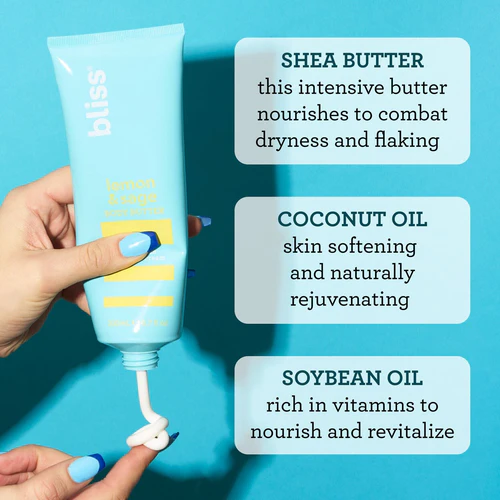 bliss
lemon
& sage
SHEA BUTTER
this intensive butter
nourishes to combat
dryness and flaking
COCONUT OIL
skin softening
and naturally
rejuvenating
SOYBEAN OIL
rich in vitamins to
nourish and revitalize